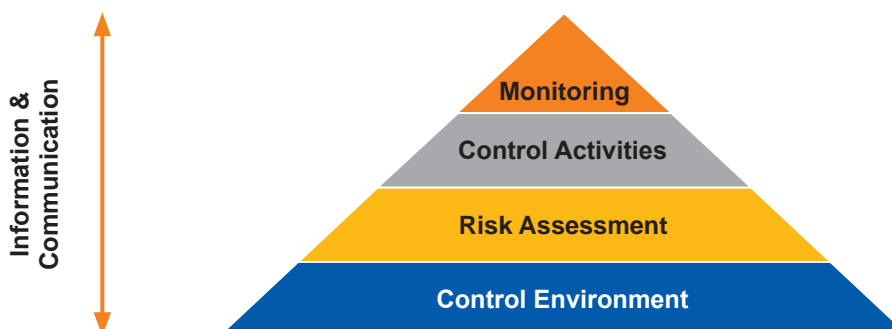 Information &
Communication
Monitoring
Control Activities
Risk Assessment
Control Environment